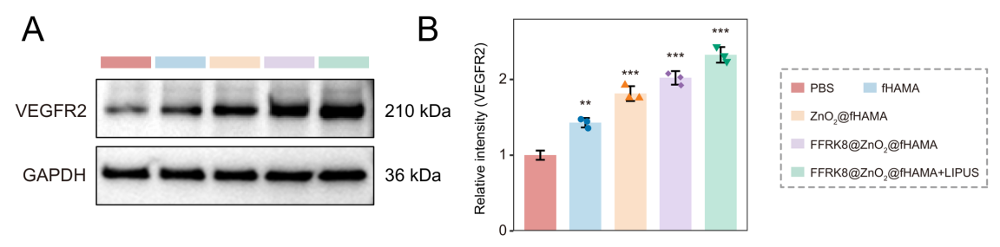 A
VEGFR2
210 kDa
GAPDH
36 kDa
B
Relative intensity (VEGFR2)
2
1
0
**
***
***
***
PBS
fHAMA
ZnO₂@fHAMA
FFRK8@ZnO₂@fHAMA
FFRK8@ZnO₂@fHAMA+LIPUS